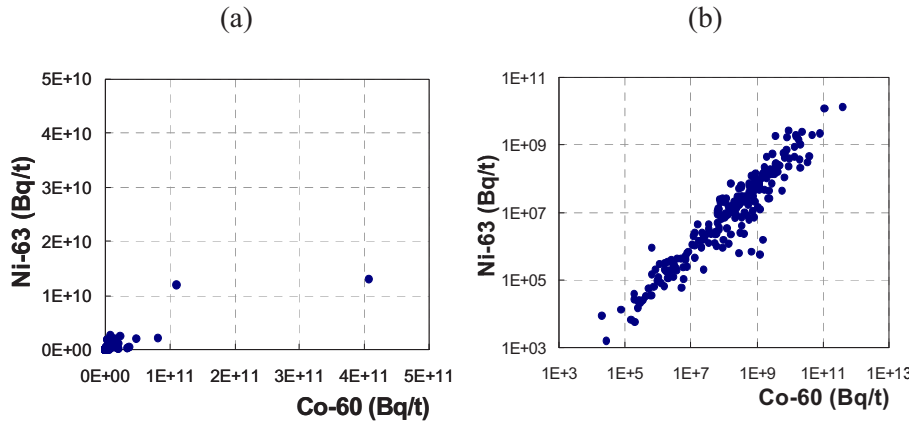 (a)
(b)
5E+10
4E+10
3E+10
2E+10
1E+10
0E+00
Ni-63 (Bq/t)
0E+00 1E+11 2E+11 3E+11 4E+11 5E+11
Co-60 (Bq/t)
1E+11
1E+09
1E+07
1E+05
1E+03
Ni-63 (Bq/t)
1E+3 1E+5 1E+7 1E+9 1E+11 1E+13
Co-60 (Bq/t)